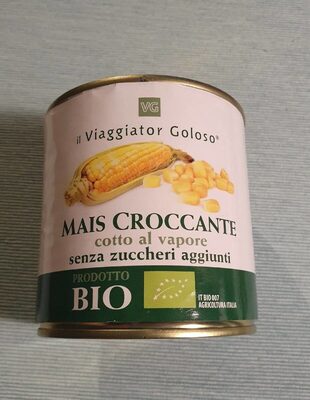 VG
il Viaggiator Goloso®
MAIS CROCCANTE
cotto al vapore
senza zuccheri aggiunti
PRODOTTO
BIO
IT BIO 007
AGRICOLTURA ITALIA